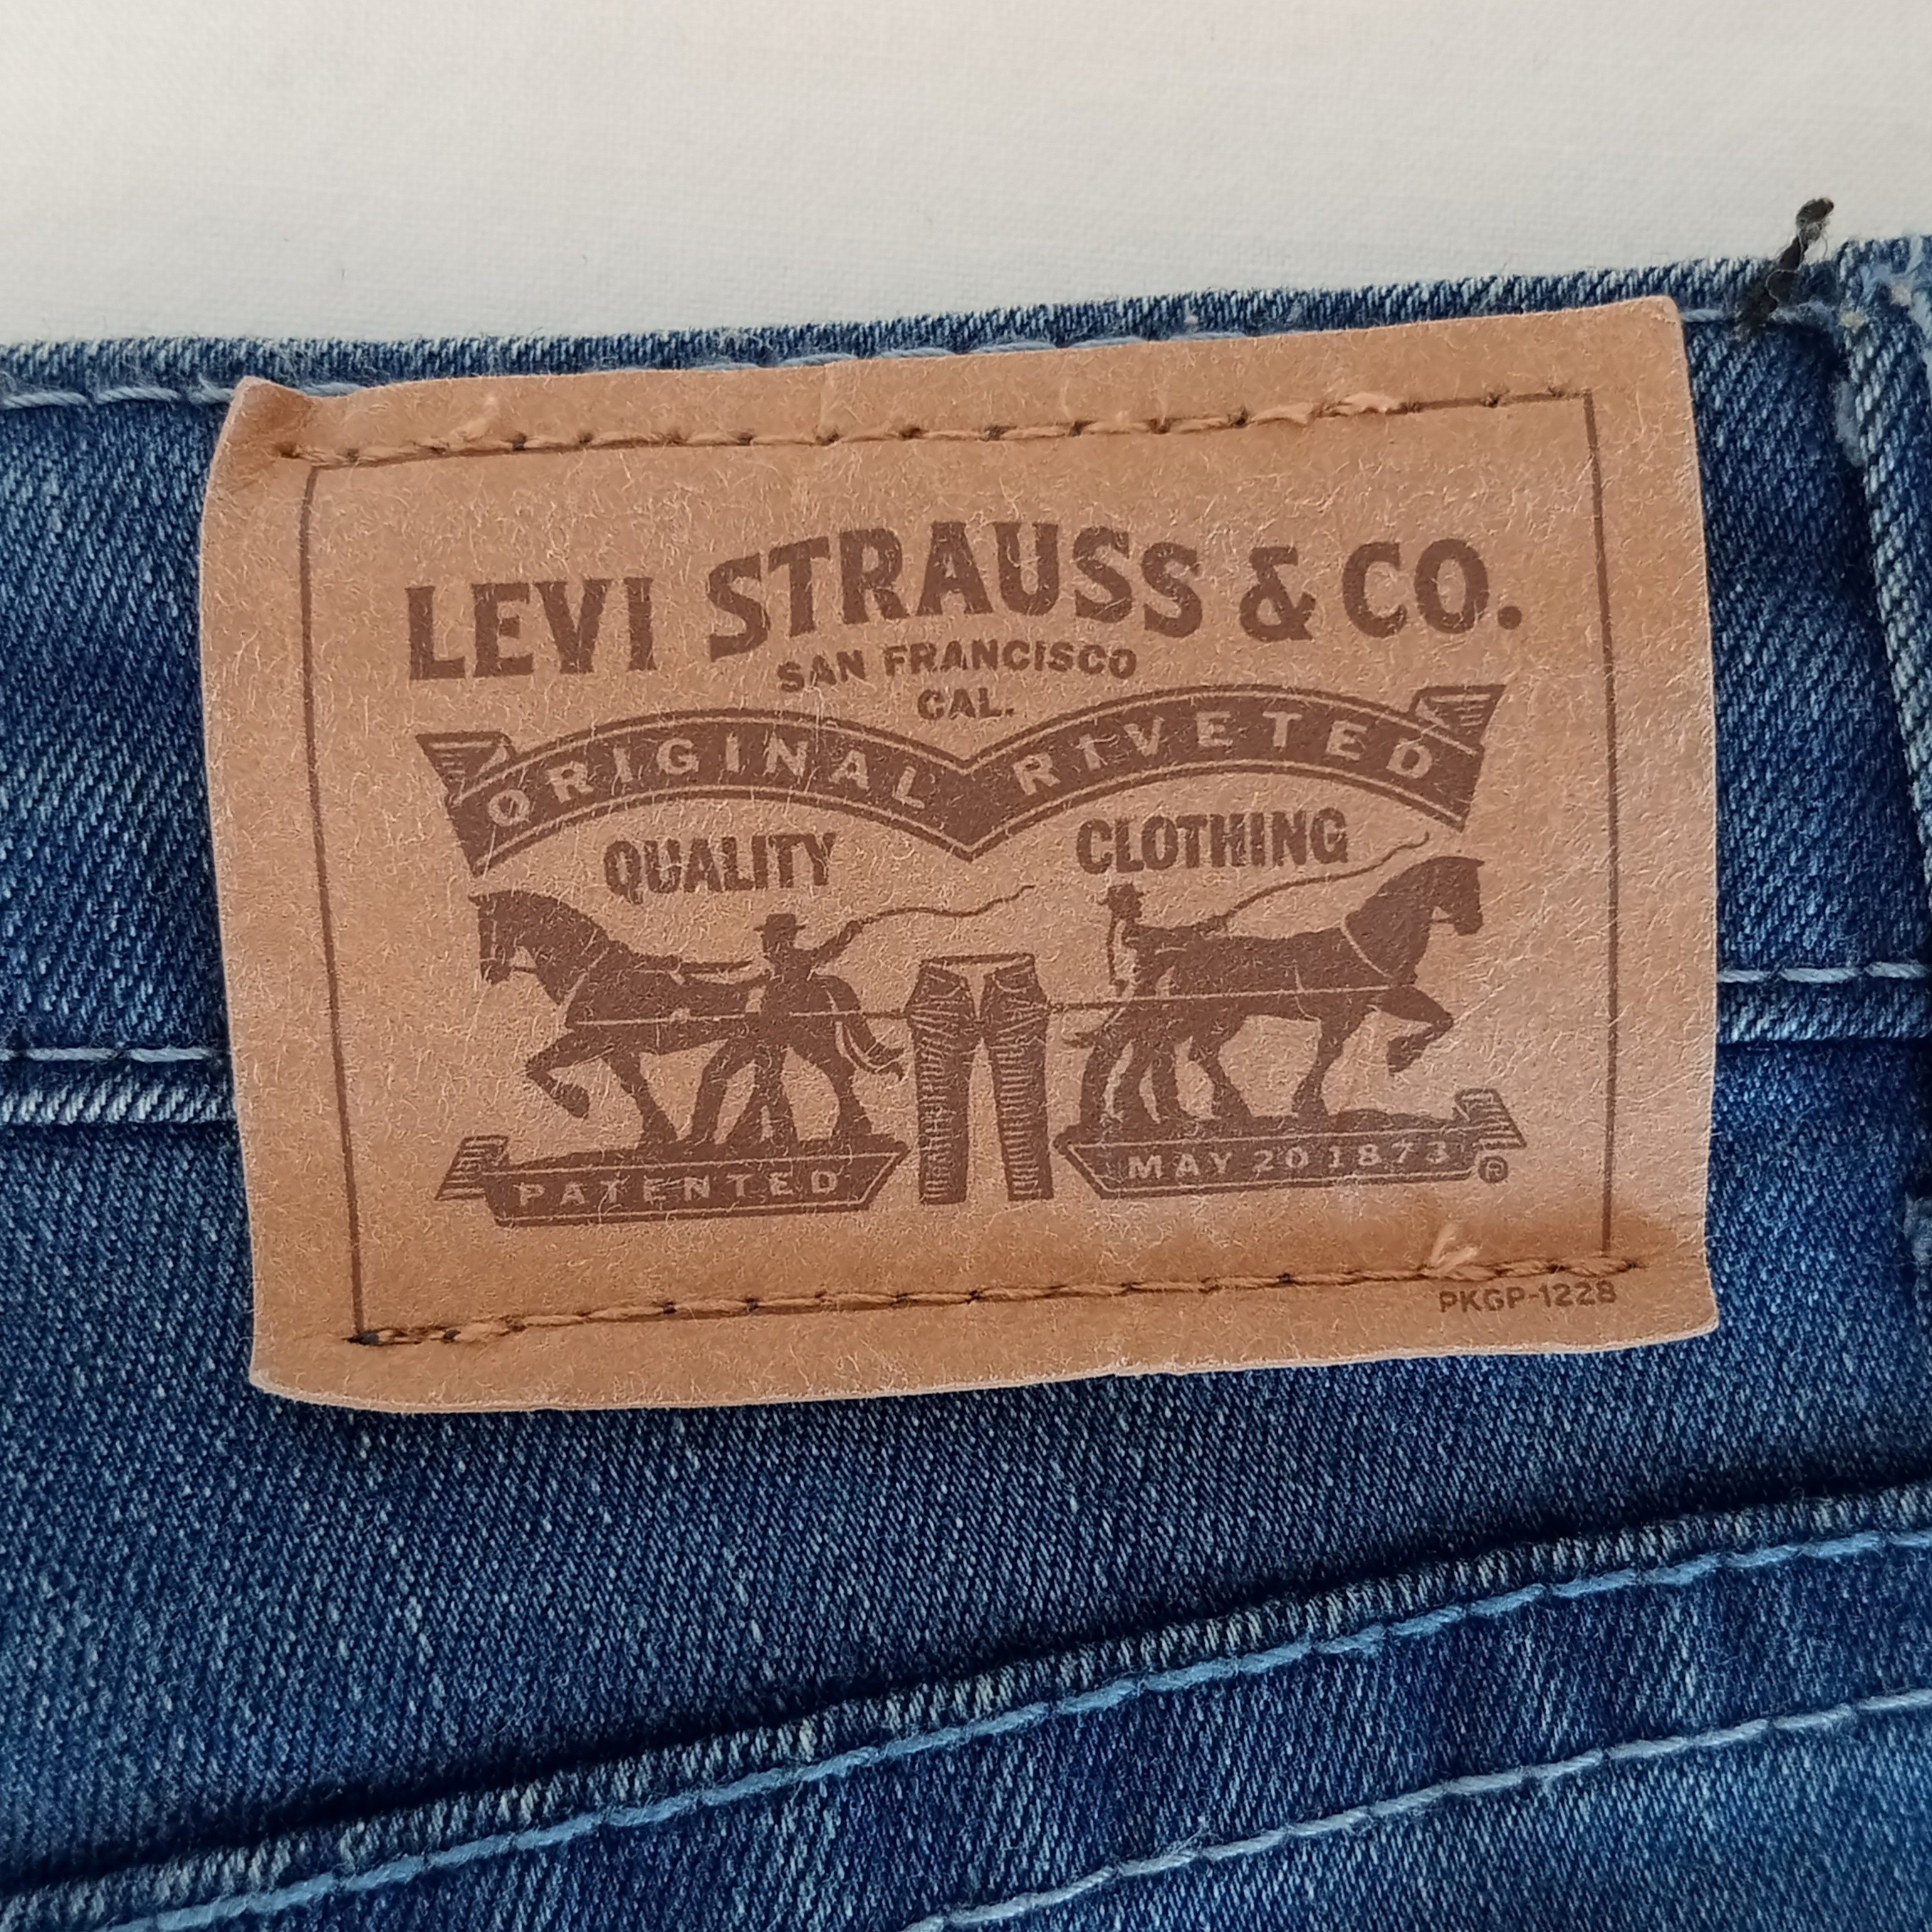 LEVI STRAUSS & CO.
SAN FRANCISCO
CAL.
ORIGINAL RIVETED
QUALITY CLOTHING
PATENTED MAY 20 1873 ®
PKGP-1228